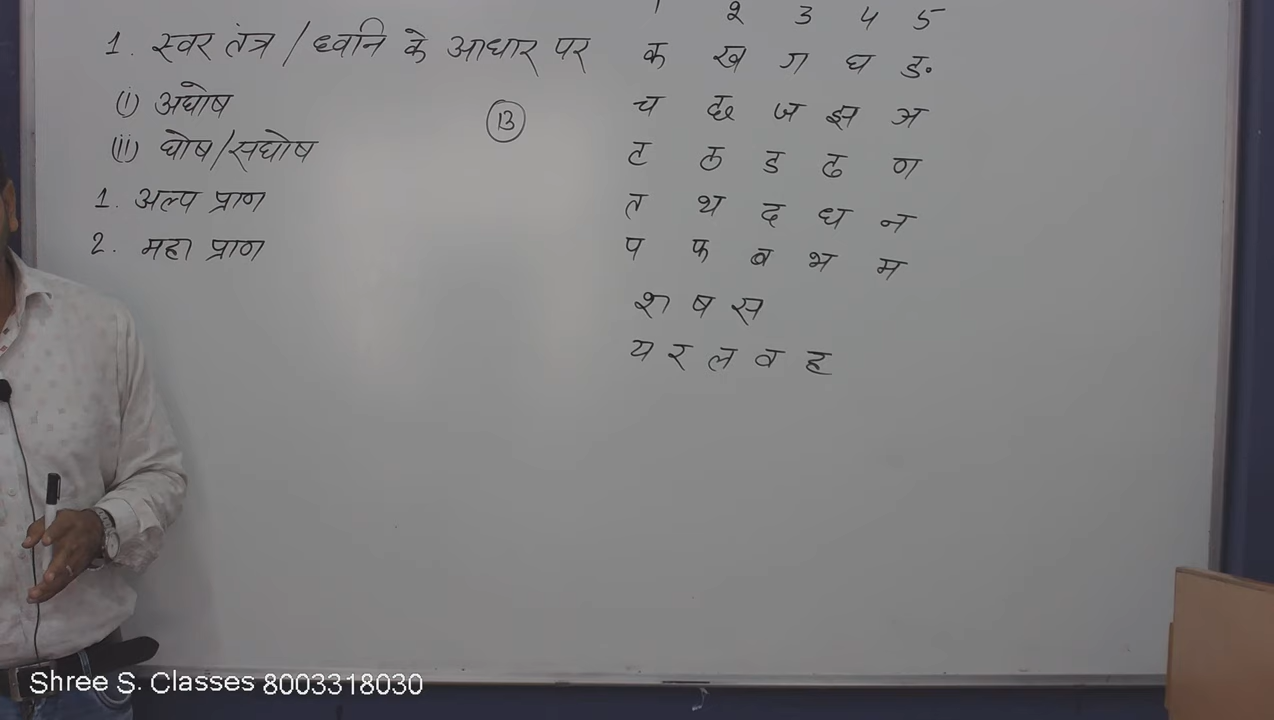 1. स्वर तंत्र / ध्वनि के आधार पर
(i) अघोष
(ii) घोष/सघोष
1. अल्प प्राण
2. महा प्राण
13
1 2 3 4 5
क ख ग घ ङ
च छ ज झ ञ
ट ठ ड ढ ण
त थ द ध न
प फ ब भ म
श ष स
य र ल व ह
Shree S. Classes 8003318030